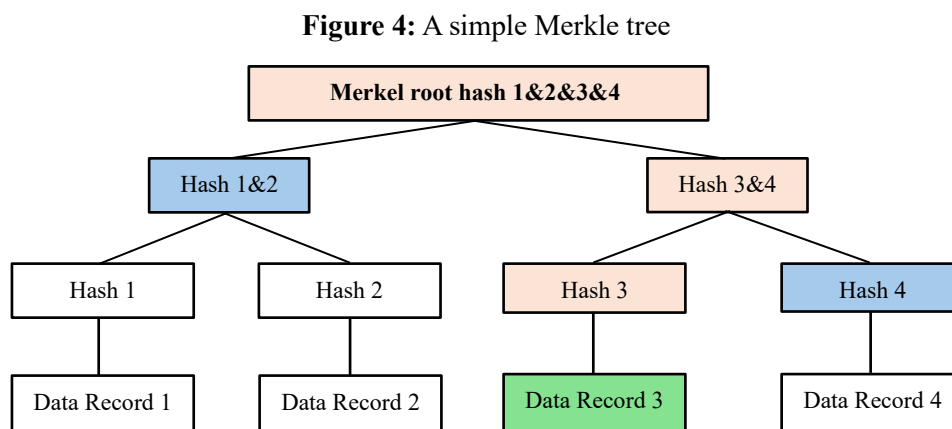 Figure 4: A simple Merkle tree
Merkel root hash 1&2&3&4
Hash 1&2
Hash 3&4
Hash 1
Hash 2
Hash 3
Hash 4
Data Record 1
Data Record 2
Data Record 3
Data Record 4